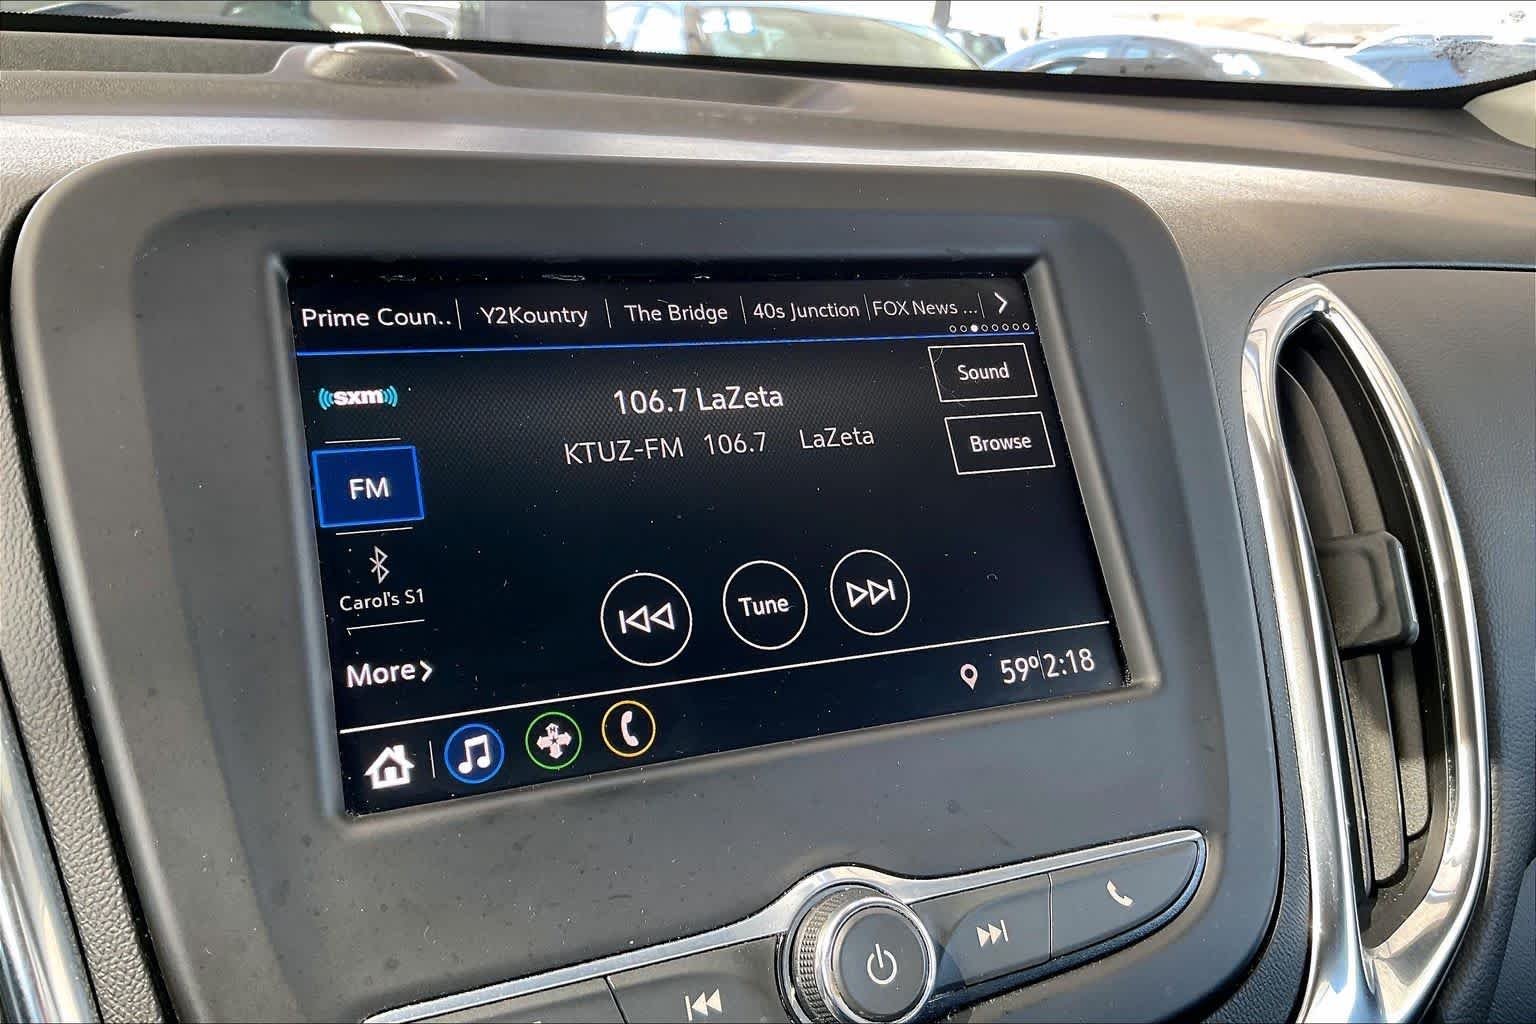 Prime Coun.. Y2Kountry The Bridge 40s Junction FOX News ...
sxm
Sound
106.7 LaZeta
KTUZ-FM 106.7 LaZeta
Browse
FM
Carol's S1
Tune
More
59° 2:18